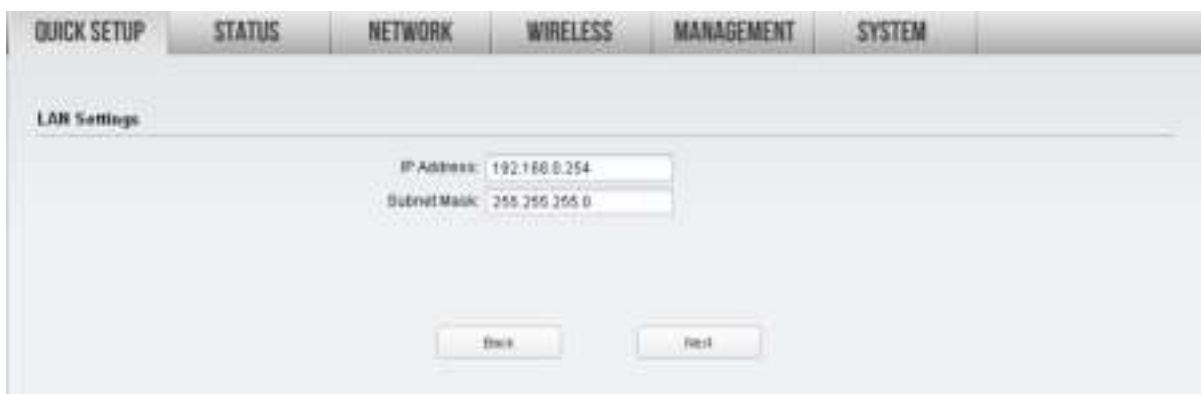 QUICK SETUP STATUS NETWORK WIRELESS MANAGEMENT SYSTEM
LAN Settings
IP Address: 192.168.0.254
Subnet Mask: 255.255.255.0
Back Next